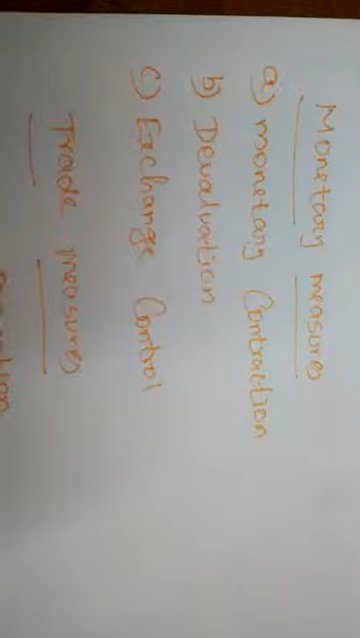 Monetary measures
a) monetary Contraction
b) Devaluation
c) Exchange Control
Trade measures